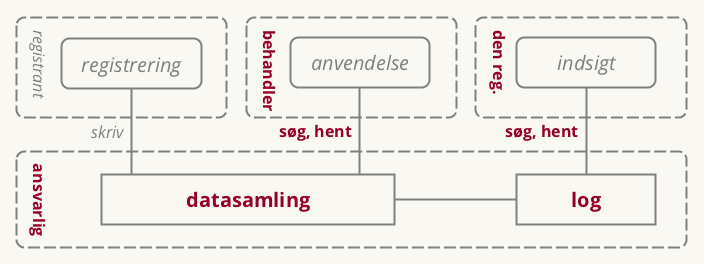 registrant
registrering
behandler
anvendelse
den reg.
indsigt
skriv
søg, hent
søg, hent
ansvarlig
datasamling
log